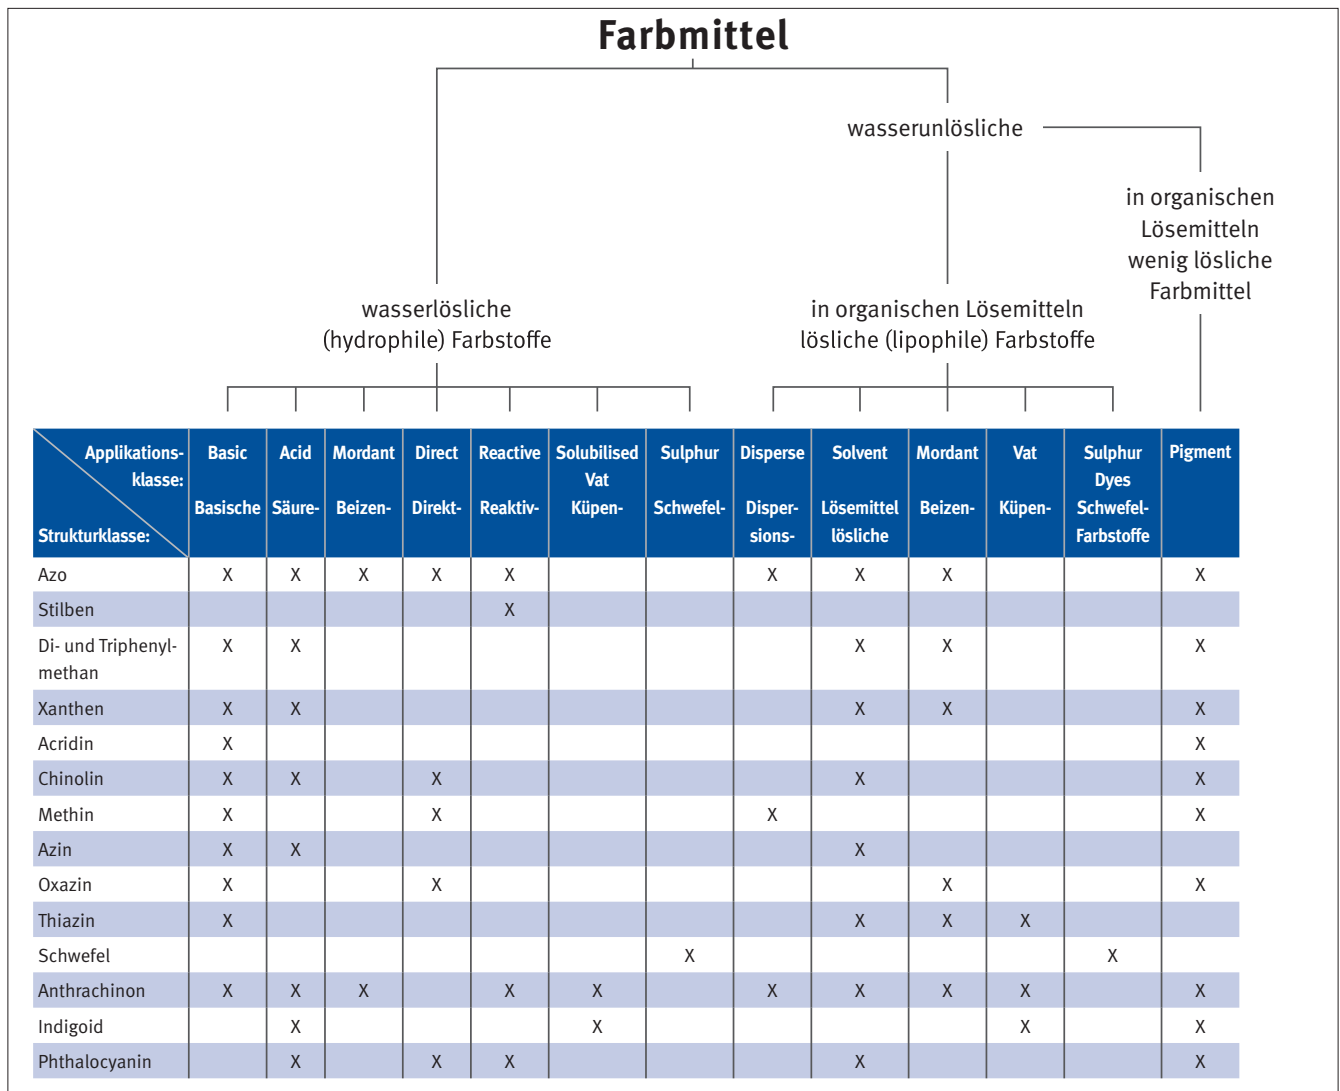 Farbmittel
wasserunlösliche
in organischen
Lösemitteln
wenig lösliche
Farbmittel
wasserlösliche
(hydrophile) Farbstoffe
in organischen Lösemitteln
lösliche (lipophile) Farbstoffe
Applikations- Basic Acid Mordant Direct Reactive Solubilised Sulphur Disperse Solvent Mordant Vat Sulphur Pigment
klasse: Vat Dyes
Basische Säure- Beizen- Direkt- Reaktiv- Küpen- Schwefel- Disper- Lösemittel Beizen- Küpen- Schwefel-
Strukturklasse: sions- lösliche Farbstoffe
Azo X X X X X X X X X
Stilben X
Di- und Triphenyl- X X X X X
methan
Xanthen X X X X X
Acridin X X
Chinolin X X X X X
Methin X X X X
Azin X X X
Oxazin X X X X
Thiazin X X X X
Schwefel X X
Anthrachinon X X X X X X X X X X
Indigoid X X X X
Phthalocyanin X X X X X